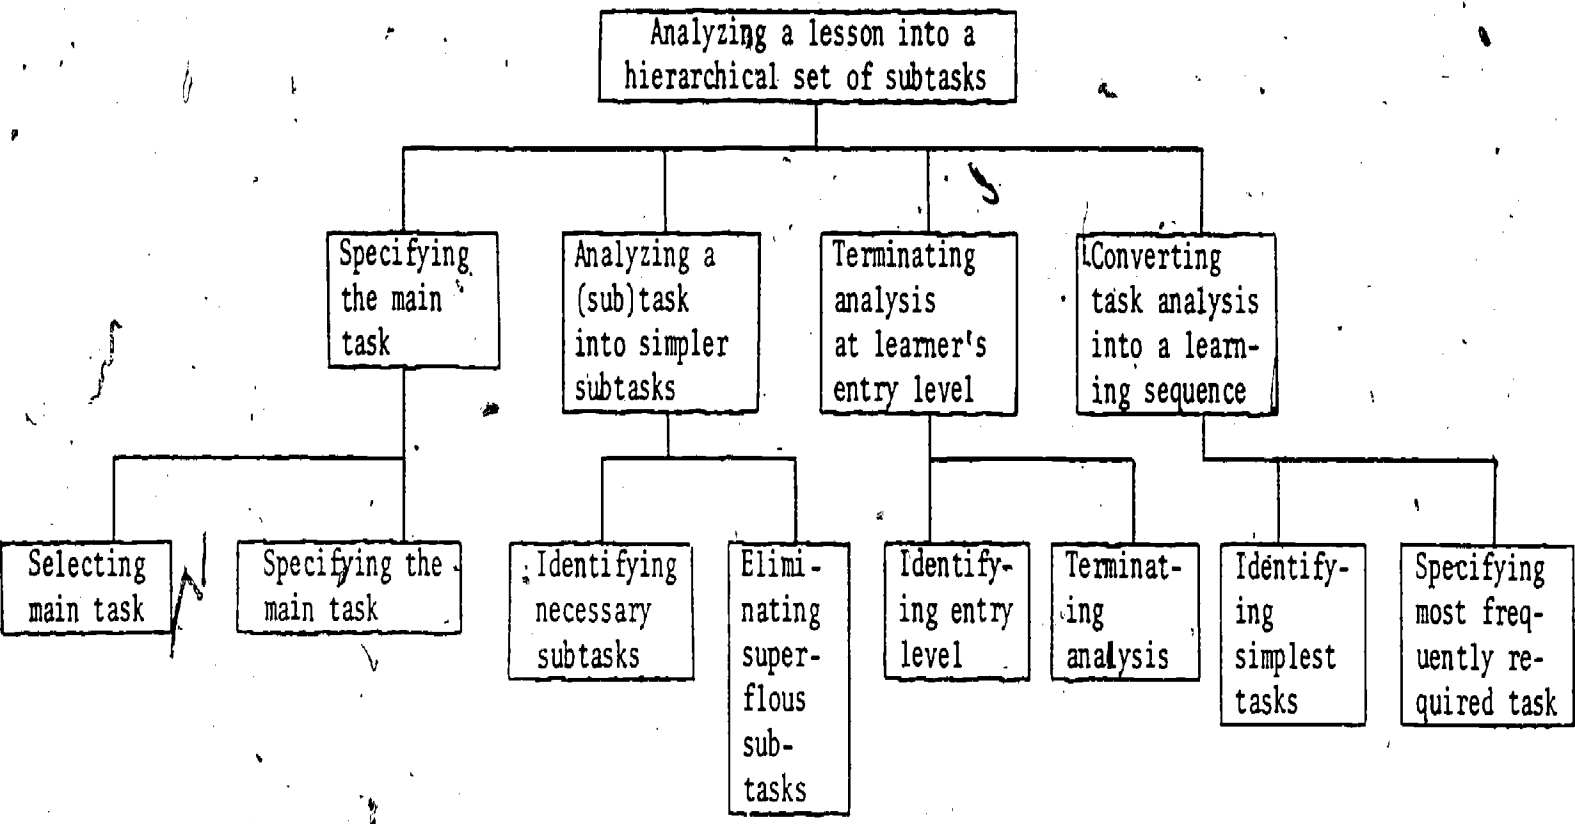 Analyzing a lesson into a
hierarchical set of subtasks
Specifying
the main
task
Analyzing a
(sub)task
into simpler
subtasks
Terminating
analysis
at learner's
entry level
Converting
task analysis
into a learn-
ing sequence
Selecting
main task
Specifying the
main task
Identifying
necessary
subtasks
Elimi-
nating
super-
flous
sub-
tasks
Identify-
ing entry
level
Terminat-
ing
analysis
Identify-
ing
simplest
tasks
Specifying
most freq-
uently re-
quired task